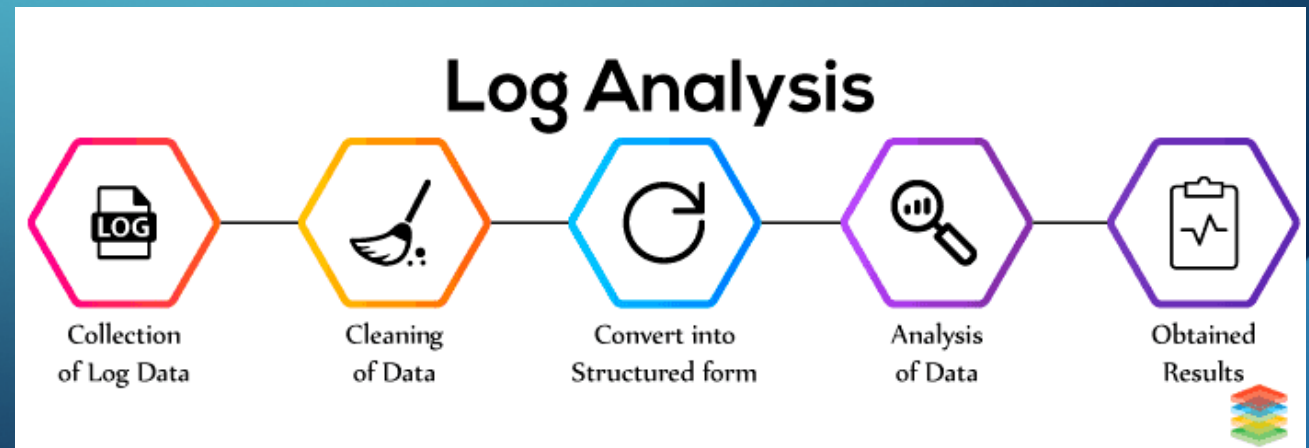 Log Analysis
LOG
Collection
of Log Data
Cleaning
of Data
Convert into
Structured form
Analysis
of Data
Obtained
Results